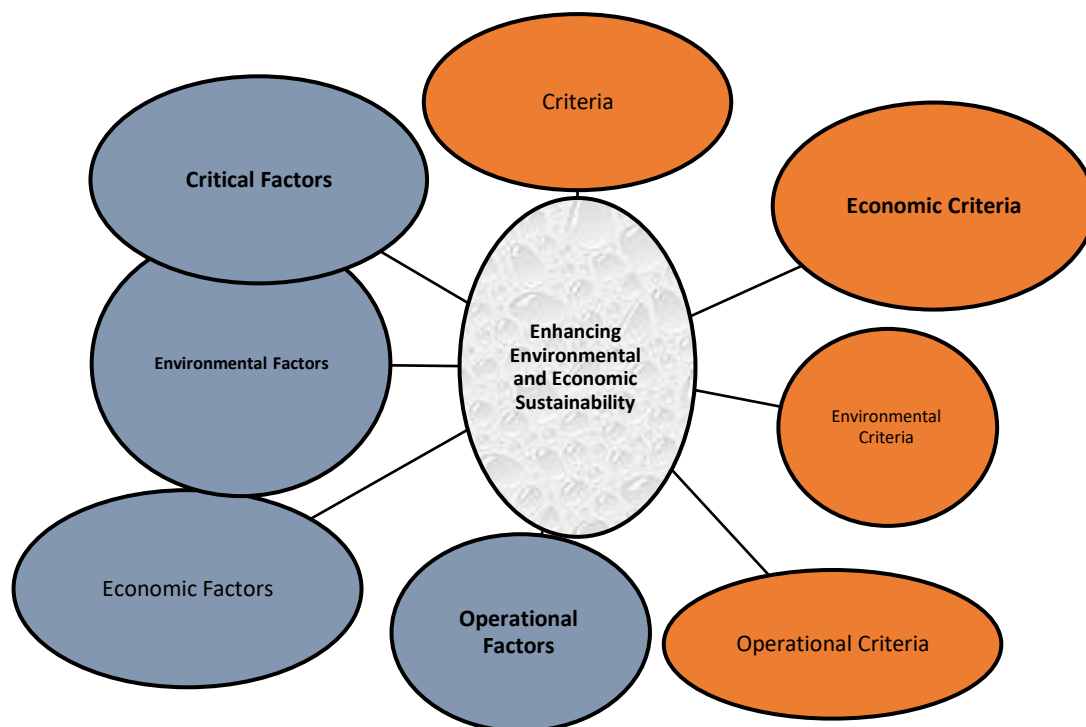 Criteria
Critical Factors
Economic Criteria
Enhancing
Environmental
and Economic
Sustainability
Environmental Factors
Environmental
Criteria
Economic Factors
Operational
Factors
Operational Criteria